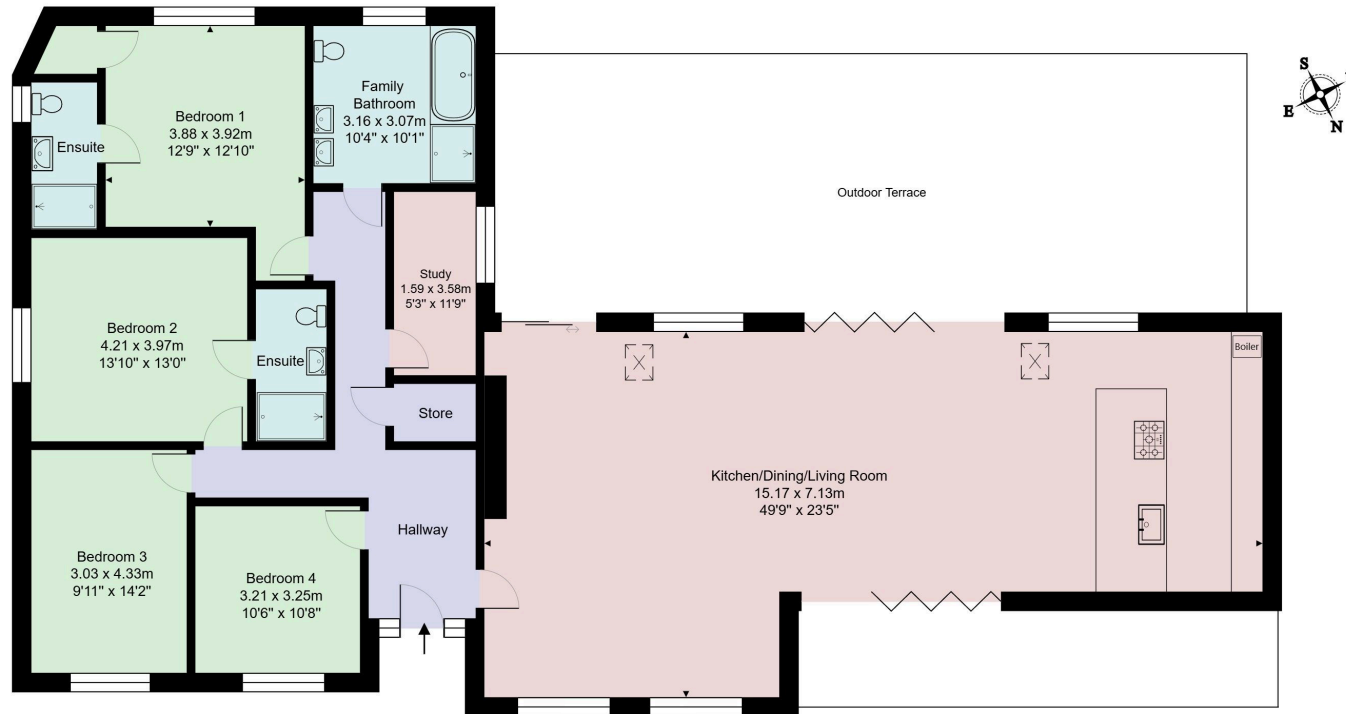 Bedroom 1
3.88 x 3.92m
12'9" x 12'10"
Family
Bathroom
3.16 x 3.07m
10'4" x 10'1"
Ensuite
S
E
N
Outdoor Terrace
Study
1.59 x 3.58m
5'3" x 11'9"
Bedroom 2
4.21 x 3.97m
13'10" x 13'0"
Ensuite
Boiler
Store
Kitchen/Dining/Living Room
15.17 x 7.13m
49'9" x 23'5"
Hallway
Bedroom 3
3.03 x 4.33m
9'11" x 14'2"
Bedroom 4
3.21 x 3.25m
10'6" x 10'8"